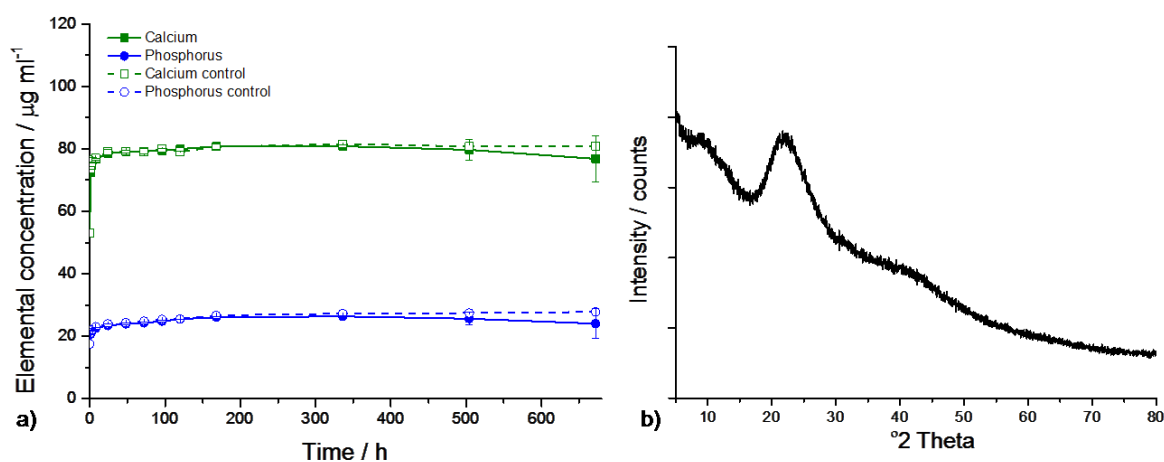 120
100
80
60
40
20
0
Elemental concentration / µg ml⁻¹
Calcium
Phosphorus
Calcium control
Phosphorus control
0 100 200 300 400 500 600
Time / h
a)
Intensity / counts
10 20 30 40 50 60 70 80
°2 Theta
b)